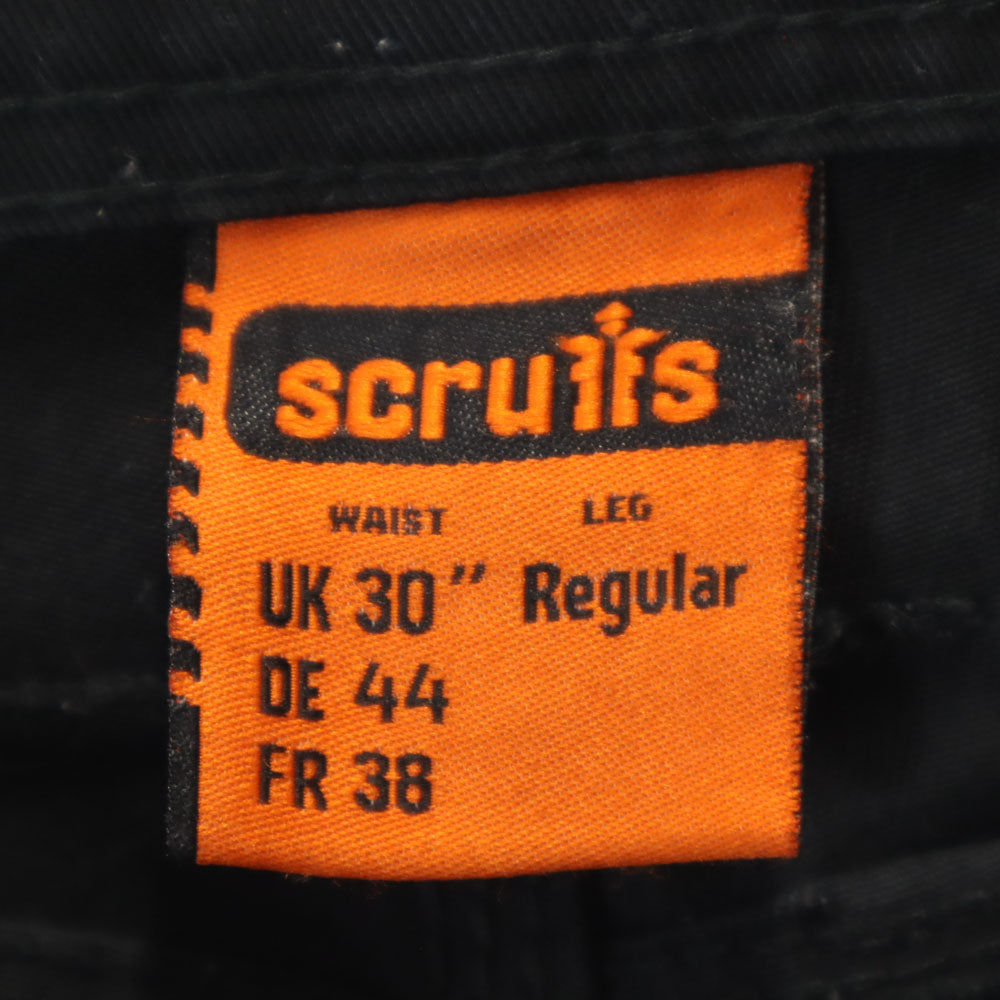 scruffs
WAIST LEG
UK 30" Regular
DE 44
FR 38